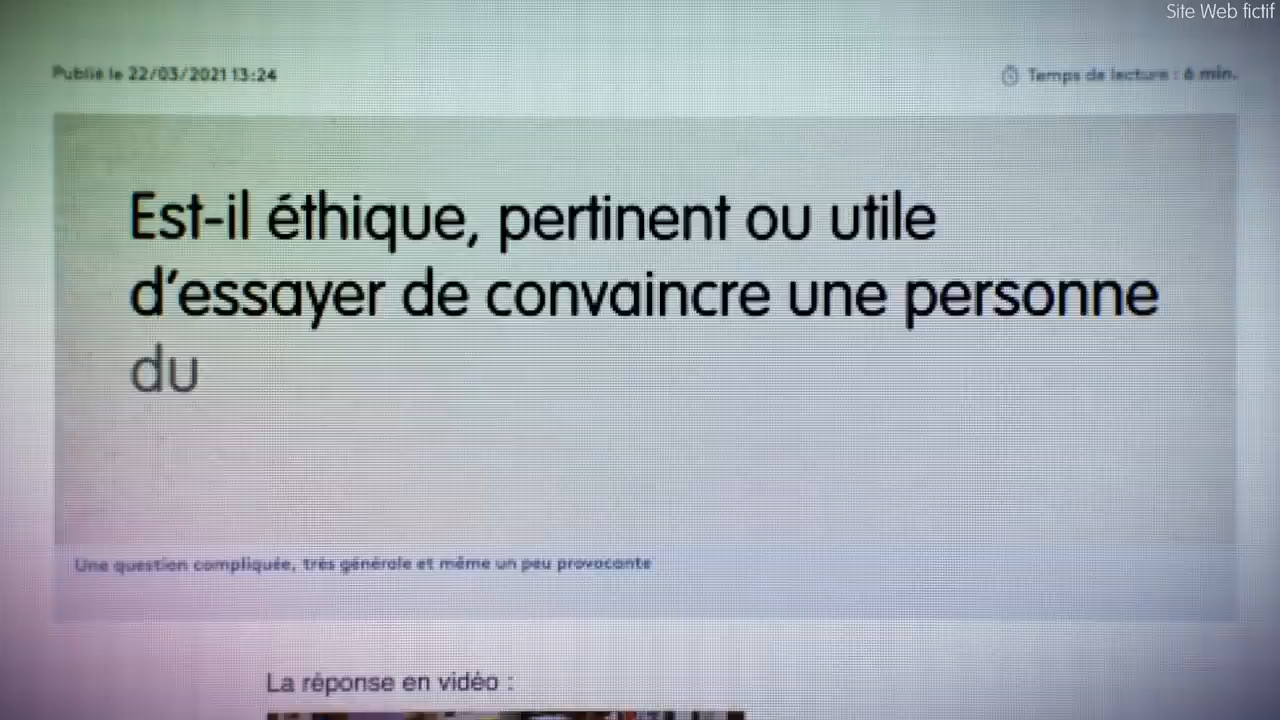 Site Web fictif
Publié le 22/03/2021 13:24
Temps de lecture : 6 min.
Est-il éthique, pertinent ou utile
d'essayer de convaincre une personne
du
Une question compliquée, très générale et même un peu provocante
La réponse en vidéo :